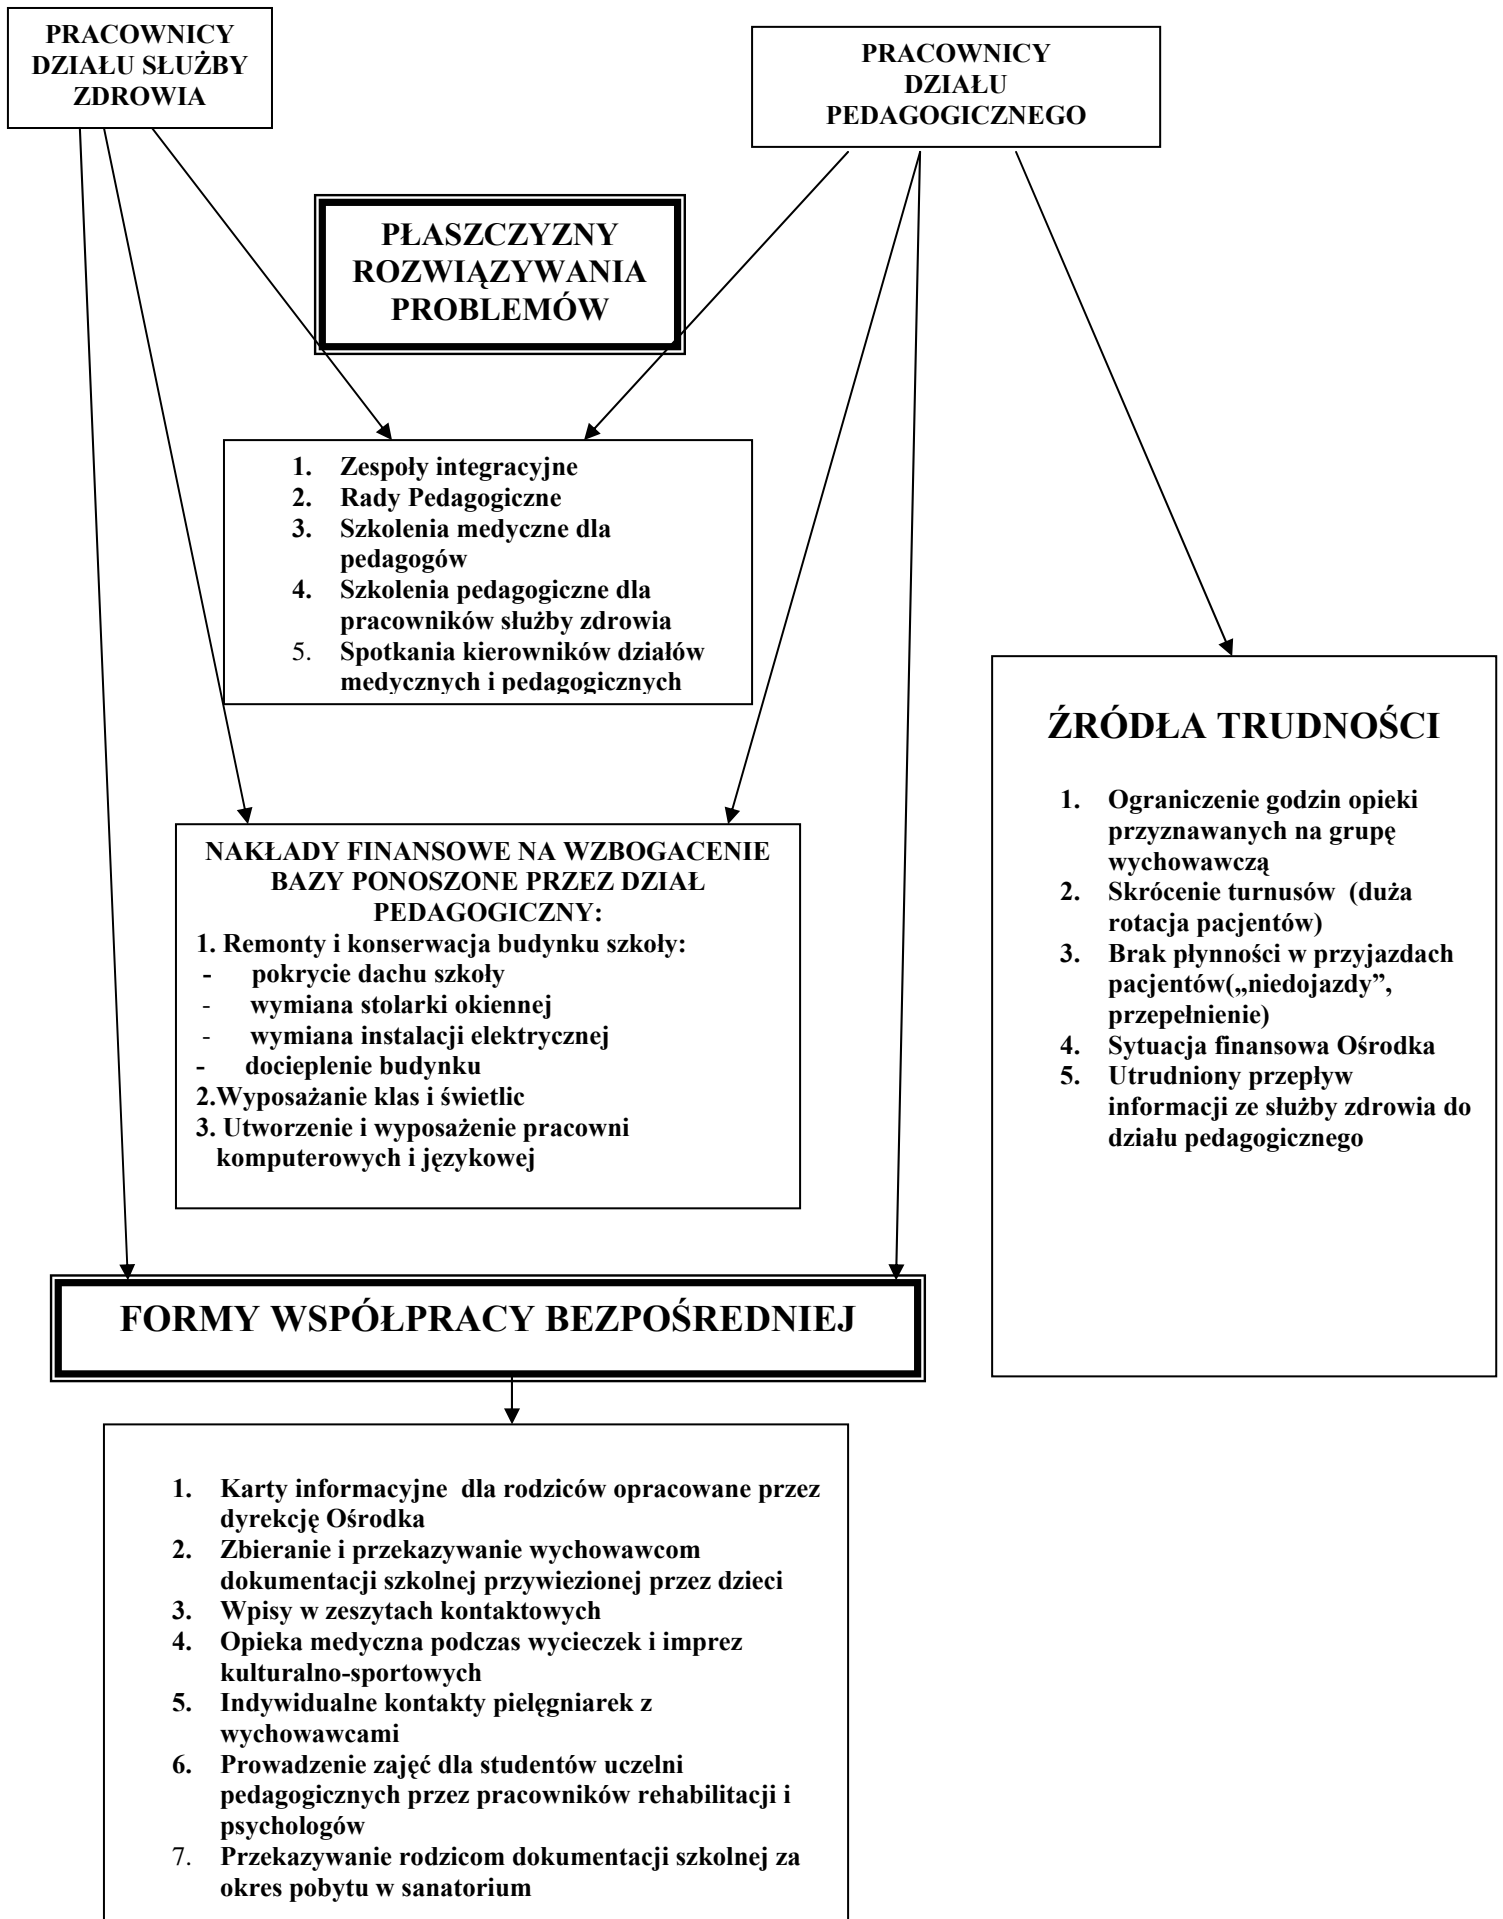 PRACOWNICY
DZIAŁU SŁUŻBY
ZDROWIA
PRACOWNICY
DZIAŁU
PEDAGOGICZNEGO
PŁASZCZYZNY
ROZWIĄZYWANIA
PROBLEMÓW
1. Zespoły integracyjne
2. Rady Pedagogiczne
3. Szkolenia medyczne dla
pedagogów
4. Szkolenia pedagogiczne dla
pracowników służby zdrowia
5. Spotkania kierowników działów
medycznych i pedagogicznych
ŹRÓDŁA TRUDNOŚCI
1. Ograniczenie godzin opieki
przyznawanych na grupę
wychowawczą
2. Skrócenie turnusów (duża
rotacja pacjentów)
3. Brak płynności w przyjazdach
pacjentów(„niedojazdy”,
przepełnienie)
4. Sytuacja finansowa Ośrodka
5. Utrudniony przepływ
informacji ze służby zdrowia do
działu pedagogicznego
NAKŁADY FINANSOWE NA WZBOGACENIE
BAZY PONOSZONE PRZEZ DZIAŁ
PEDAGOGICZNY:
1. Remonty i konserwacja budynku szkoły:
- pokrycie dachu szkoły
- wymiana stolarki okiennej
- wymiana instalacji elektrycznej
- docieplenie budynku
2.Wyposażanie klas i świetlic
3. Utworzenie i wyposażenie pracowni
komputerowych i językowej
FORMY WSPÓŁPRACY BEZPOŚREDNIEJ
1. Karty informacyjne dla rodziców opracowane przez
dyrekcję Ośrodka
2. Zbieranie i przekazywanie wychowawcom
dokumentacji szkolnej przywiezionej przez dzieci
3. Wpisy w zeszytach kontaktowych
4. Opieka medyczna podczas wycieczek i imprez
kulturalno-sportowych
5. Indywidualne kontakty pielęgniarek z
wychowawcami
6. Prowadzenie zajęć dla studentów uczelni
pedagogicznych przez pracowników rehabilitacji i
psychologów
7. Przekazywanie rodzicom dokumentacji szkolnej za
okres pobytu w sanatorium